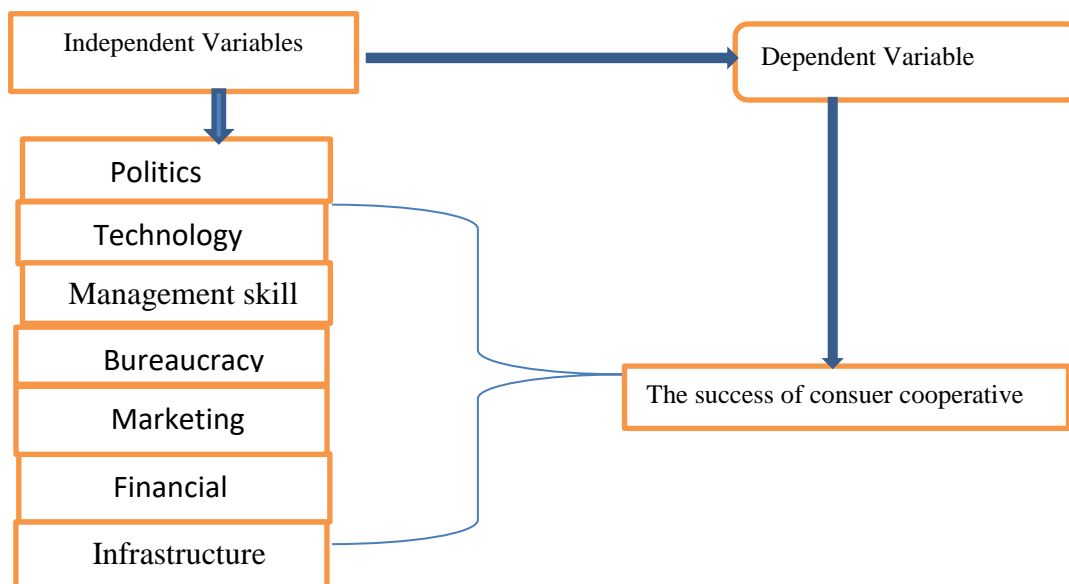 Independent Variables
Dependent Variable
Politics
Technology
Management skill
Bureaucracy
Marketing
Financial
Infrastructure
The success of consuer cooperative